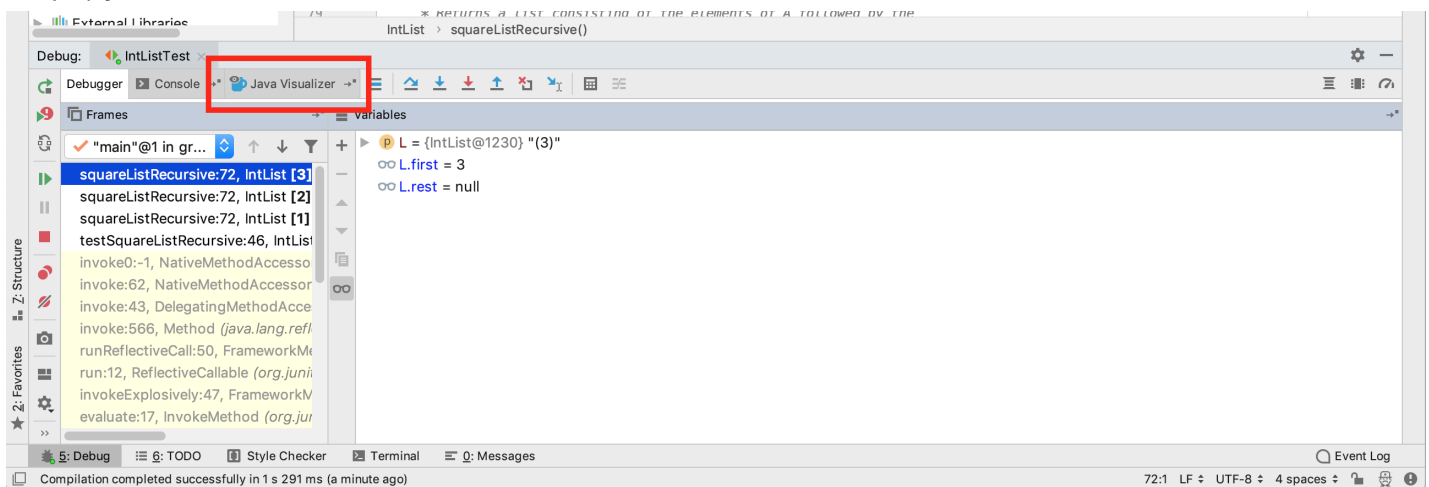 External Libraries
79 * Returns a list consisting of the elements of A followed by the
IntList › squareListRecursive()
Debug: IntListTest
Debugger Console Java Visualizer
Frames
Variables
"main"@1 in gr...
L = {IntList@1230} "(3)"
L.first = 3
L.rest = null
squareListRecursive:72, IntList [3]
squareListRecursive:72, IntList [2]
squareListRecursive:72, IntList [1]
testSquareListRecursive:46, IntList
invoke0:-1, NativeMethodAccesso
invoke:62, NativeMethodAccessor
invoke:43, DelegatingMethodAcce
invoke:566, Method (java.lang.refl
runReflectiveCall:50, FrameworkMe
run:12, ReflectiveCallable (org.juni
invokeExplosively:47, FrameworkM
evaluate:17, InvokeMethod (org.jur
Z: Structure
2: Favorites
5: Debug 6: TODO Style Checker Terminal 0: Messages Event Log
Compilation completed successfully in 1 s 291 ms (a minute ago) 72:1 LF UTF-8 4 spaces